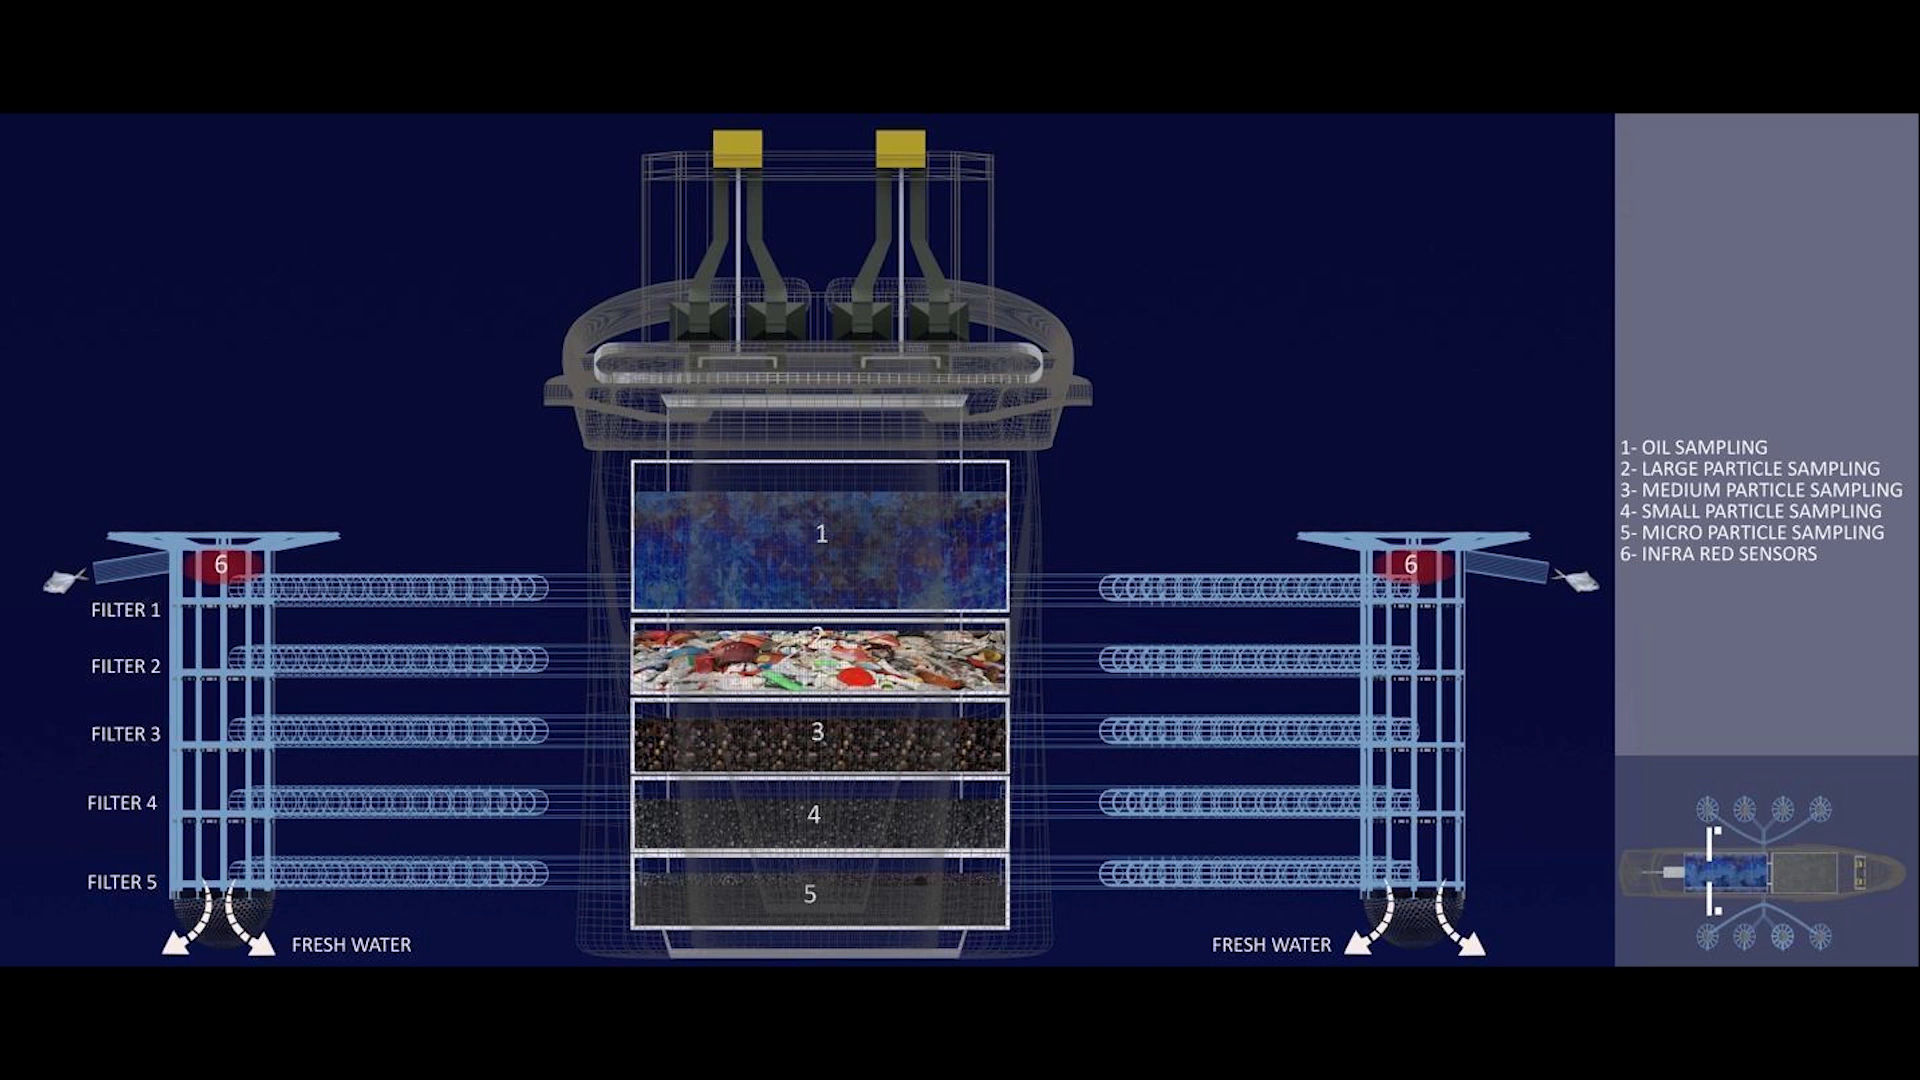 1
2
3
4
5
6
6
FILTER 1
FILTER 2
FILTER 3
FILTER 4
FILTER 5
FRESH WATER
FRESH WATER
1- OIL SAMPLING
2- LARGE PARTICLE SAMPLING
3- MEDIUM PARTICLE SAMPLING
4- SMALL PARTICLE SAMPLING
5- MICRO PARTICLE SAMPLING
6- INFRA RED SENSORS